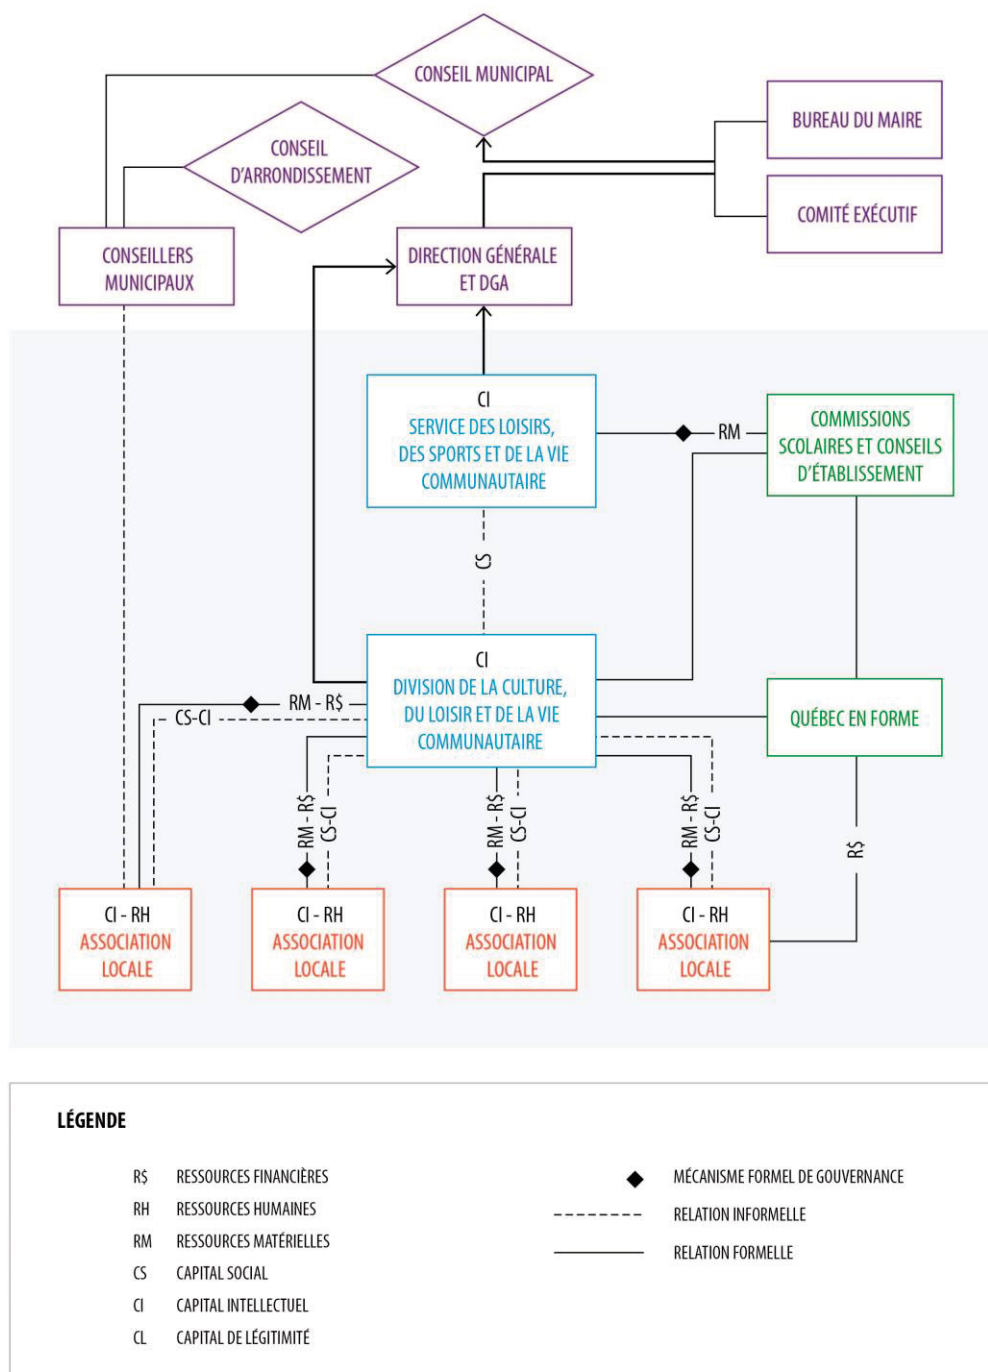 CONSEIL MUNICIPAL
BUREAU DU MAIRE
CONSEIL
D'ARRONDISSEMENT
COMITÉ EXÉCUTIF
CONSEILLERS
MUNICIPAUX
DIRECTION GÉNÉRALE
ET DGA
CI
SERVICE DES LOISIRS,
DES SPORTS ET DE LA VIE
COMMUNAUTAIRE
RM
COMMISSIONS
SCOLAIRES ET CONSEILS
D'ÉTABLISSEMENT
CS
CI
DIVISION DE LA CULTURE,
DU LOISIR ET DE LA VIE
COMMUNAUTAIRE
QUÉBEC EN FORME
RM - R$
CS-CI
RM - R$
CS-CI
RM - R$
CS-CI
RM - R$
CS-CI
R$
CI - RH
ASSOCIATION
LOCALE
CI - RH
ASSOCIATION
LOCALE
CI - RH
ASSOCIATION
LOCALE
CI - RH
ASSOCIATION
LOCALE
LÉGENDE
R$ RESSOURCES FINANCIÈRES
RH RESSOURCES HUMAINES
RM RESSOURCES MATÉRIELLES
CS CAPITAL SOCIAL
CI CAPITAL INTELLECTUEL
CL CAPITAL DE LÉGITIMITÉ
MÉCANISME FORMEL DE GOUVERNANCE
RELATION INFORMELLE
RELATION FORMELLE